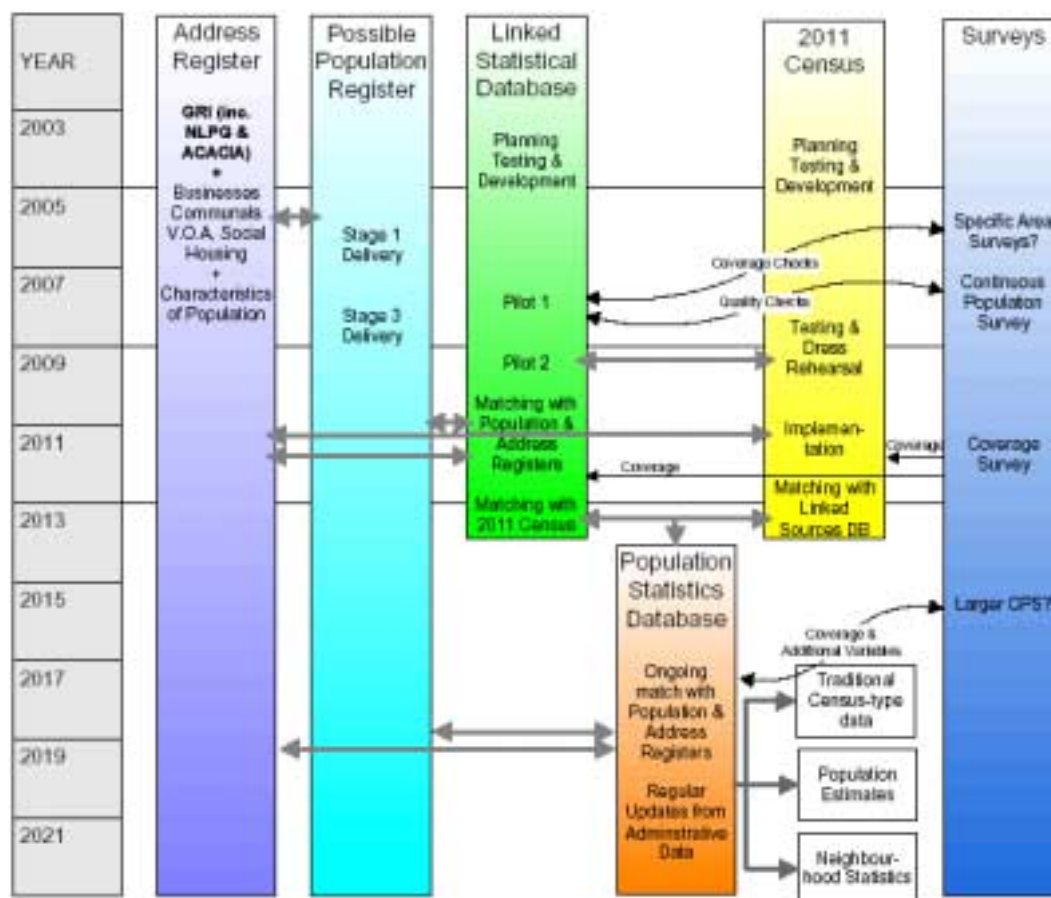 YEAR
2003
2005
2007
2009
2011
2013
2015
2017
2019
2021
Address
Register
GRI (inc.
NLPG &
ACACIA)
+
Businesses
Communals
V.O.A, Social
Housing
+
Characteristics
of Population
Possible
Population
Register
Stage 1
Delivery
Stage 3
Delivery
Linked
Statistical
Database
Planning
Testing &
Development
Pilot 1
Pilot 2
Matching with
Population &
Address
Registers
Matching with
2011 Census
2011
Census
Planning
Testing &
Development
Testing &
Dress
Rehearsal
Implemen-
tation
Matching with
Linked
Sources DB
Surveys
Specific Area
Surveys?
Continuous
Population
Survey
Coverage
Survey
Larger CPS?
Coverage Checks
Quality Checks
Coverage
Coverage
Population
Statistics
Database
Ongoing
match with
Population &
Address
Registers
Regular
Updates from
Adminstrative
Data
Coverage &
Additional Variables
Traditional
Census-type
data
Population
Estimates
Neighbour-
hood Statistics